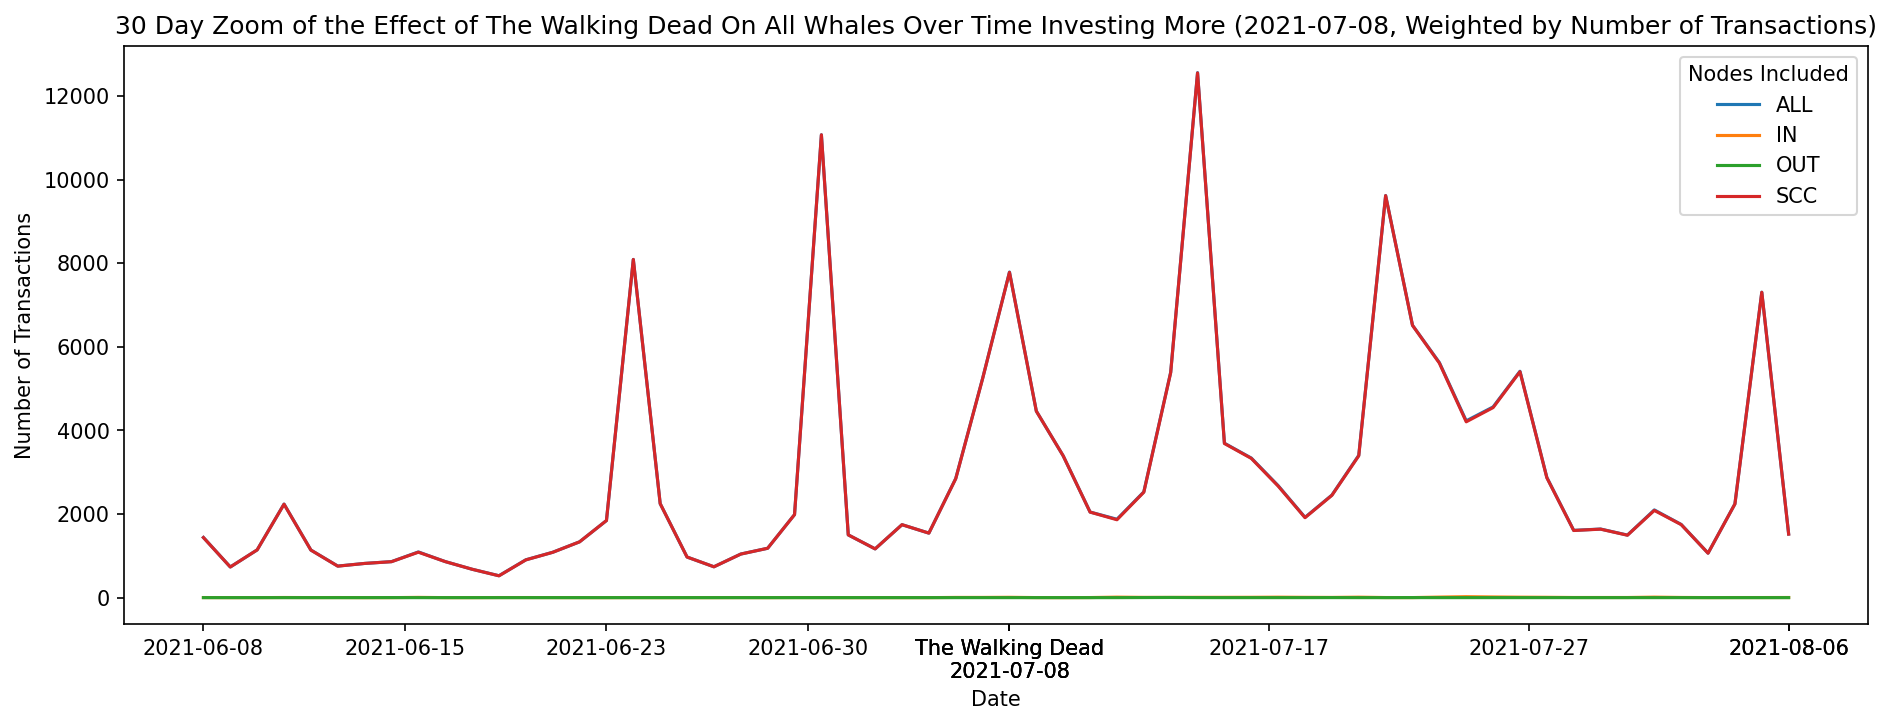 30 Day Zoom of the Effect of The Walking Dead On All Whales Over Time Investing More (2021-07-08, Weighted by Number of Transactions)
Nodes Included
ALL
IN
OUT
SCC
Number of Transactions
12000
10000
8000
6000
4000
2000
0
2021-06-08
2021-06-15
2021-06-23
2021-06-30
The Walking Dead
2021-07-08
2021-07-17
2021-07-27
2021-08-06
Date